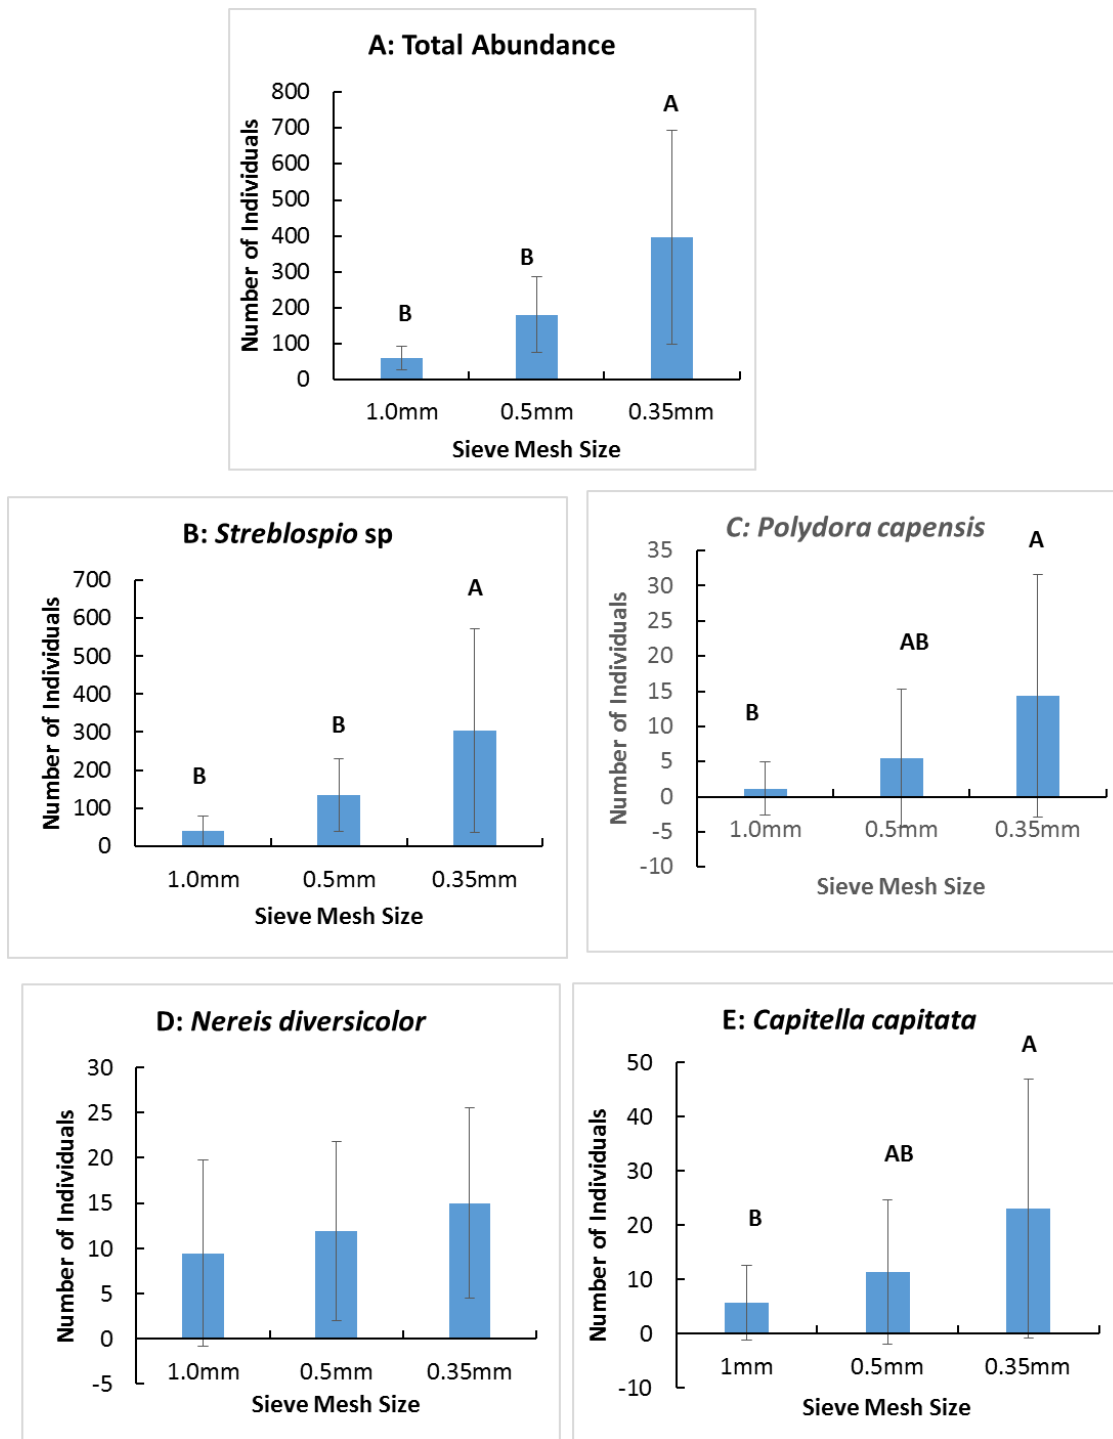 A: Total Abundance
Number of Individuals
800
700
600
500
400
300
200
100
0
A
B
B
1.0mm 0.5mm 0.35mm
Sieve Mesh Size
B: Streblospio sp
Number of Individuals
700
600
500
400
300
200
100
0
A
B
B
1.0mm 0.5mm 0.35mm
Sieve Mesh Size
C: Polydora capensis
Number of Individuals
35
30
25
20
15
10
5
0
-5
-10
A
AB
B
1.0mm 0.5mm 0.35mm
Sieve Mesh Size
D: Nereis diversicolor
Number of Individuals
30
25
20
15
10
5
0
-5
1.0mm 0.5mm 0.35mm
Sieve Mesh Size
E: Capitella capitata
Number of Individuals
50
40
30
20
10
0
-10
A
AB
B
1mm 0.5mm 0.35mm
Sieve Mesh Size